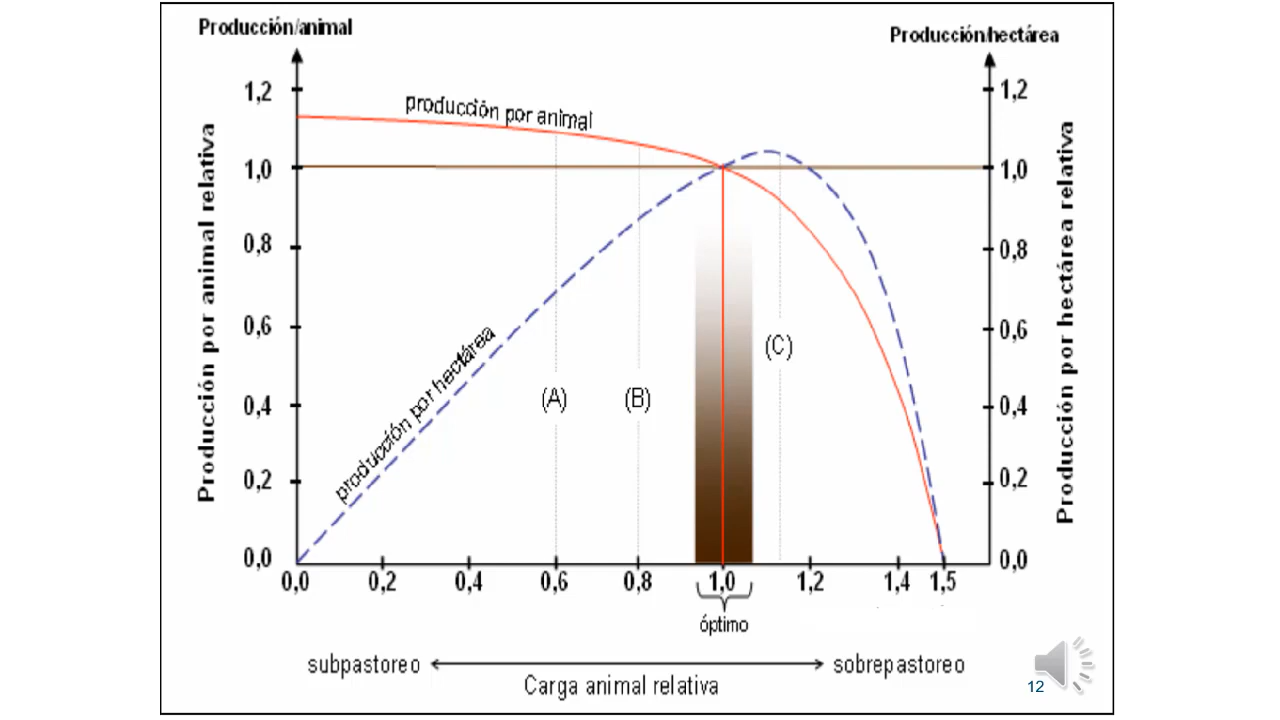 Producción/animal
Producción/hectárea
Producción por animal relativa
1,2
1,0
0,8
0,6
0,4
0,2
0,0
producción por animal
producción por hectárea
(A)
(B)
(C)
1,2
1,0
0,8
0,6
0,4
0,2
0,0
Producción por hectárea relativa
0,0 0,2 0,4 0,6 0,8 1,0 1,2 1,4 1,5
óptimo
subpastoreo sobrepastoreo
Carga animal relativa
12